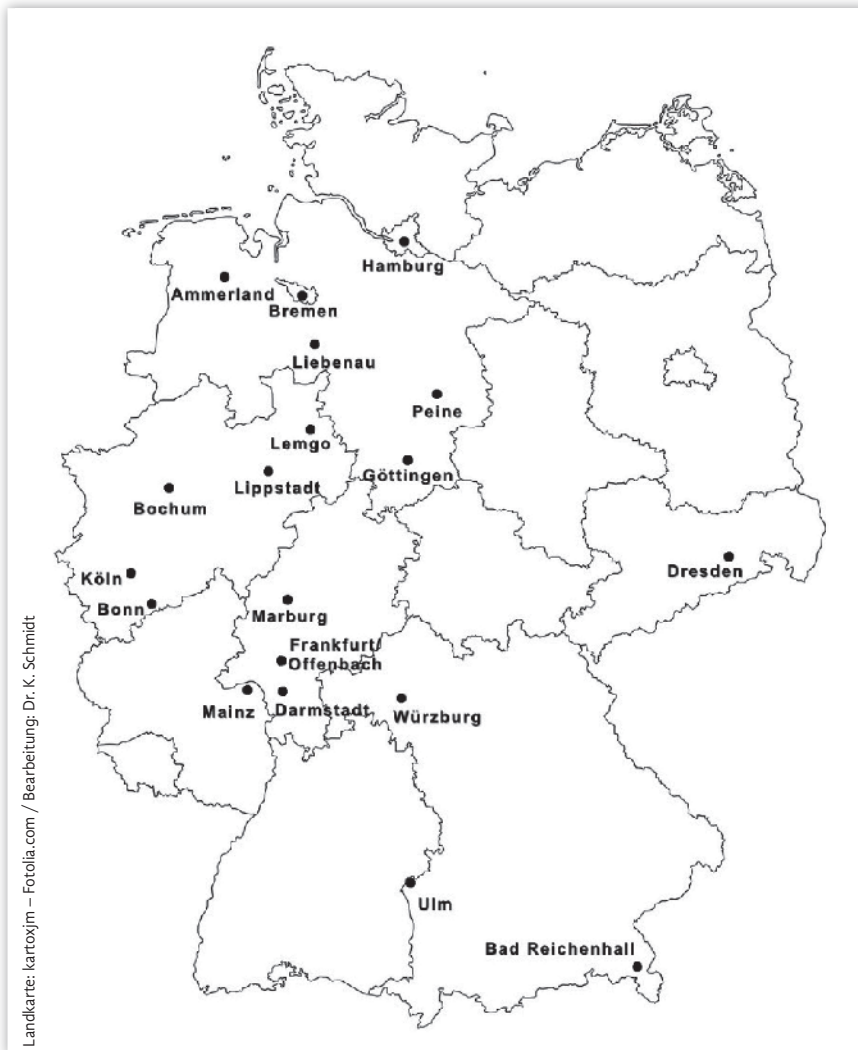 Hamburg
Ammerland
Bremen
Liebenau
Peine
Lemgo
Göttingen
Lippstadt
Bochum
Dresden
Köln
Bonn
Marburg
Frankfurt/
Offenbach
Mainz
Darmstadt
Würzburg
Ulm
Bad Reichenhall
Landkarte: kartoxjm – Fotolia.com / Bearbeitung: Dr. K. Schmidt